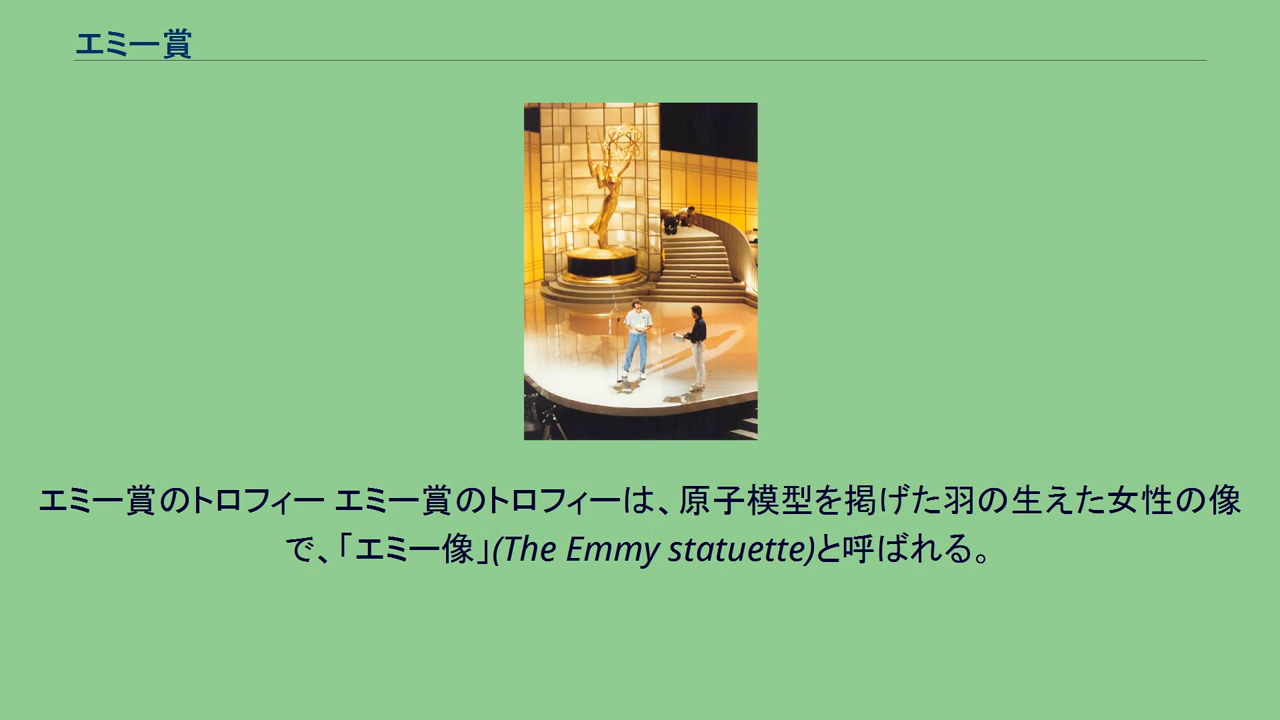 エミー賞
エミー賞のトロフィー エミー賞のトロフィーは、原子模型を掲げた羽の生えた女性の像
で、「エミー像」(The Emmy statuette)と呼ばれる。